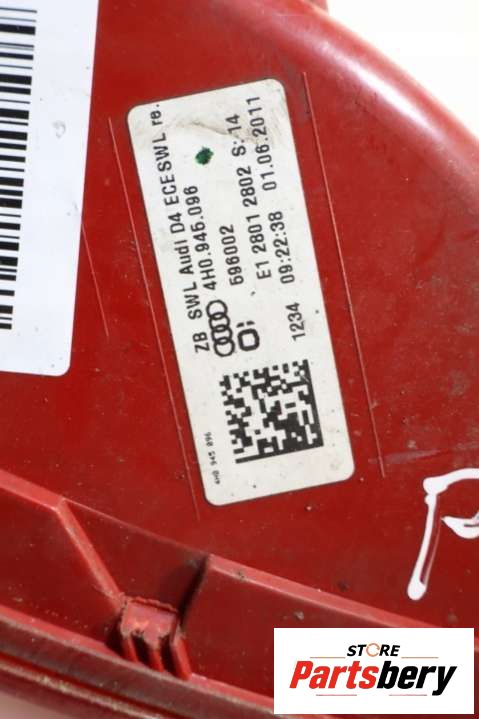 ZB SWL Audi D4 ECE SWL re.
4H0.945.096
596002
E1 2801 2802 S: 14
1234 09:22:38 01.06.2011
4H0 945 096
STORE
Partsbery